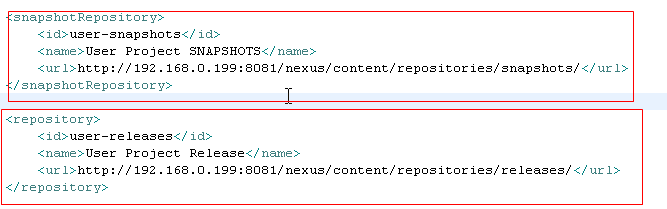 <snapshotRepository>
<id>user-snapshots</id>
<name>User Project SNAPSHOTS</name>
<url>http://192.168.0.199:8081/nexus/content/repositories/snapshots/</url>
</snapshotRepository>
<repository>
<id>user-releases</id>
<name>User Project Release</name>
<url>http://192.168.0.199:8081/nexus/content/repositories/releases/</url>
</repository>